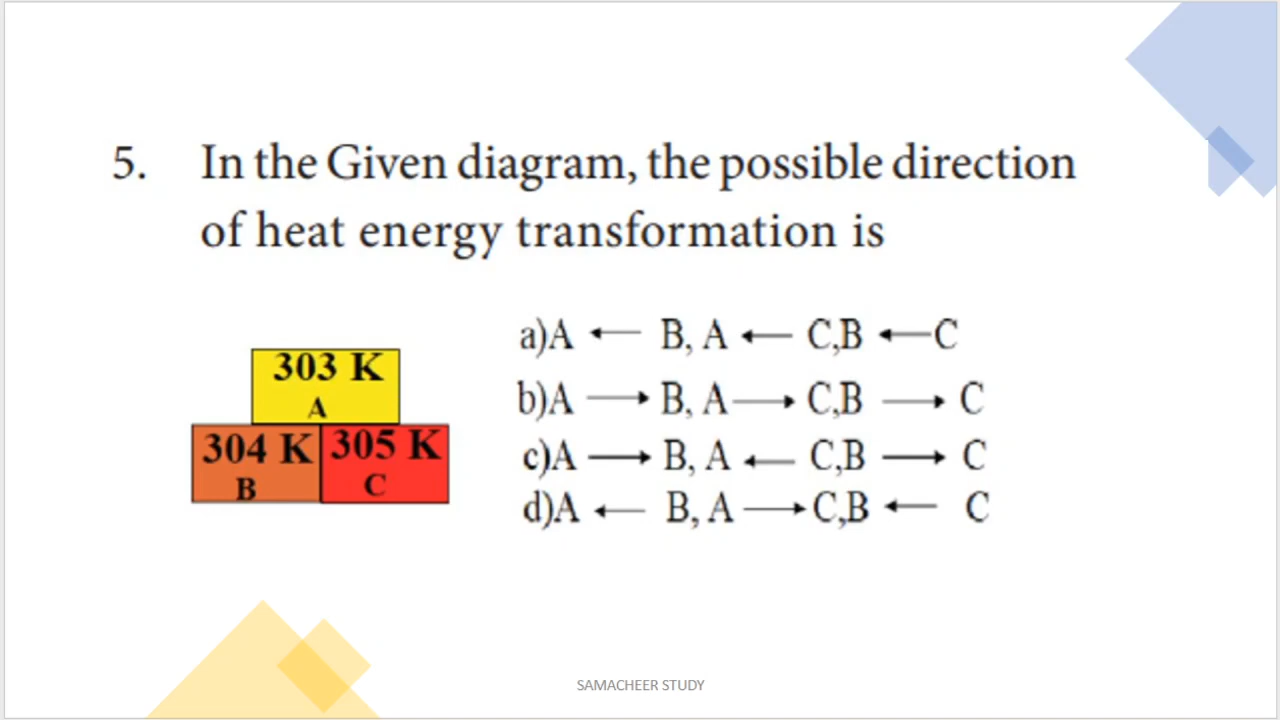 5. In the Given diagram, the possible direction
of heat energy transformation is
303 K
A
304 K 305 K
B C
a)A ← B, A ← C,B ← C
b)A → B, A → C,B → C
c)A → B, A ← C,B → C
d)A ← B, A → C,B ← C
SAMACHEER STUDY